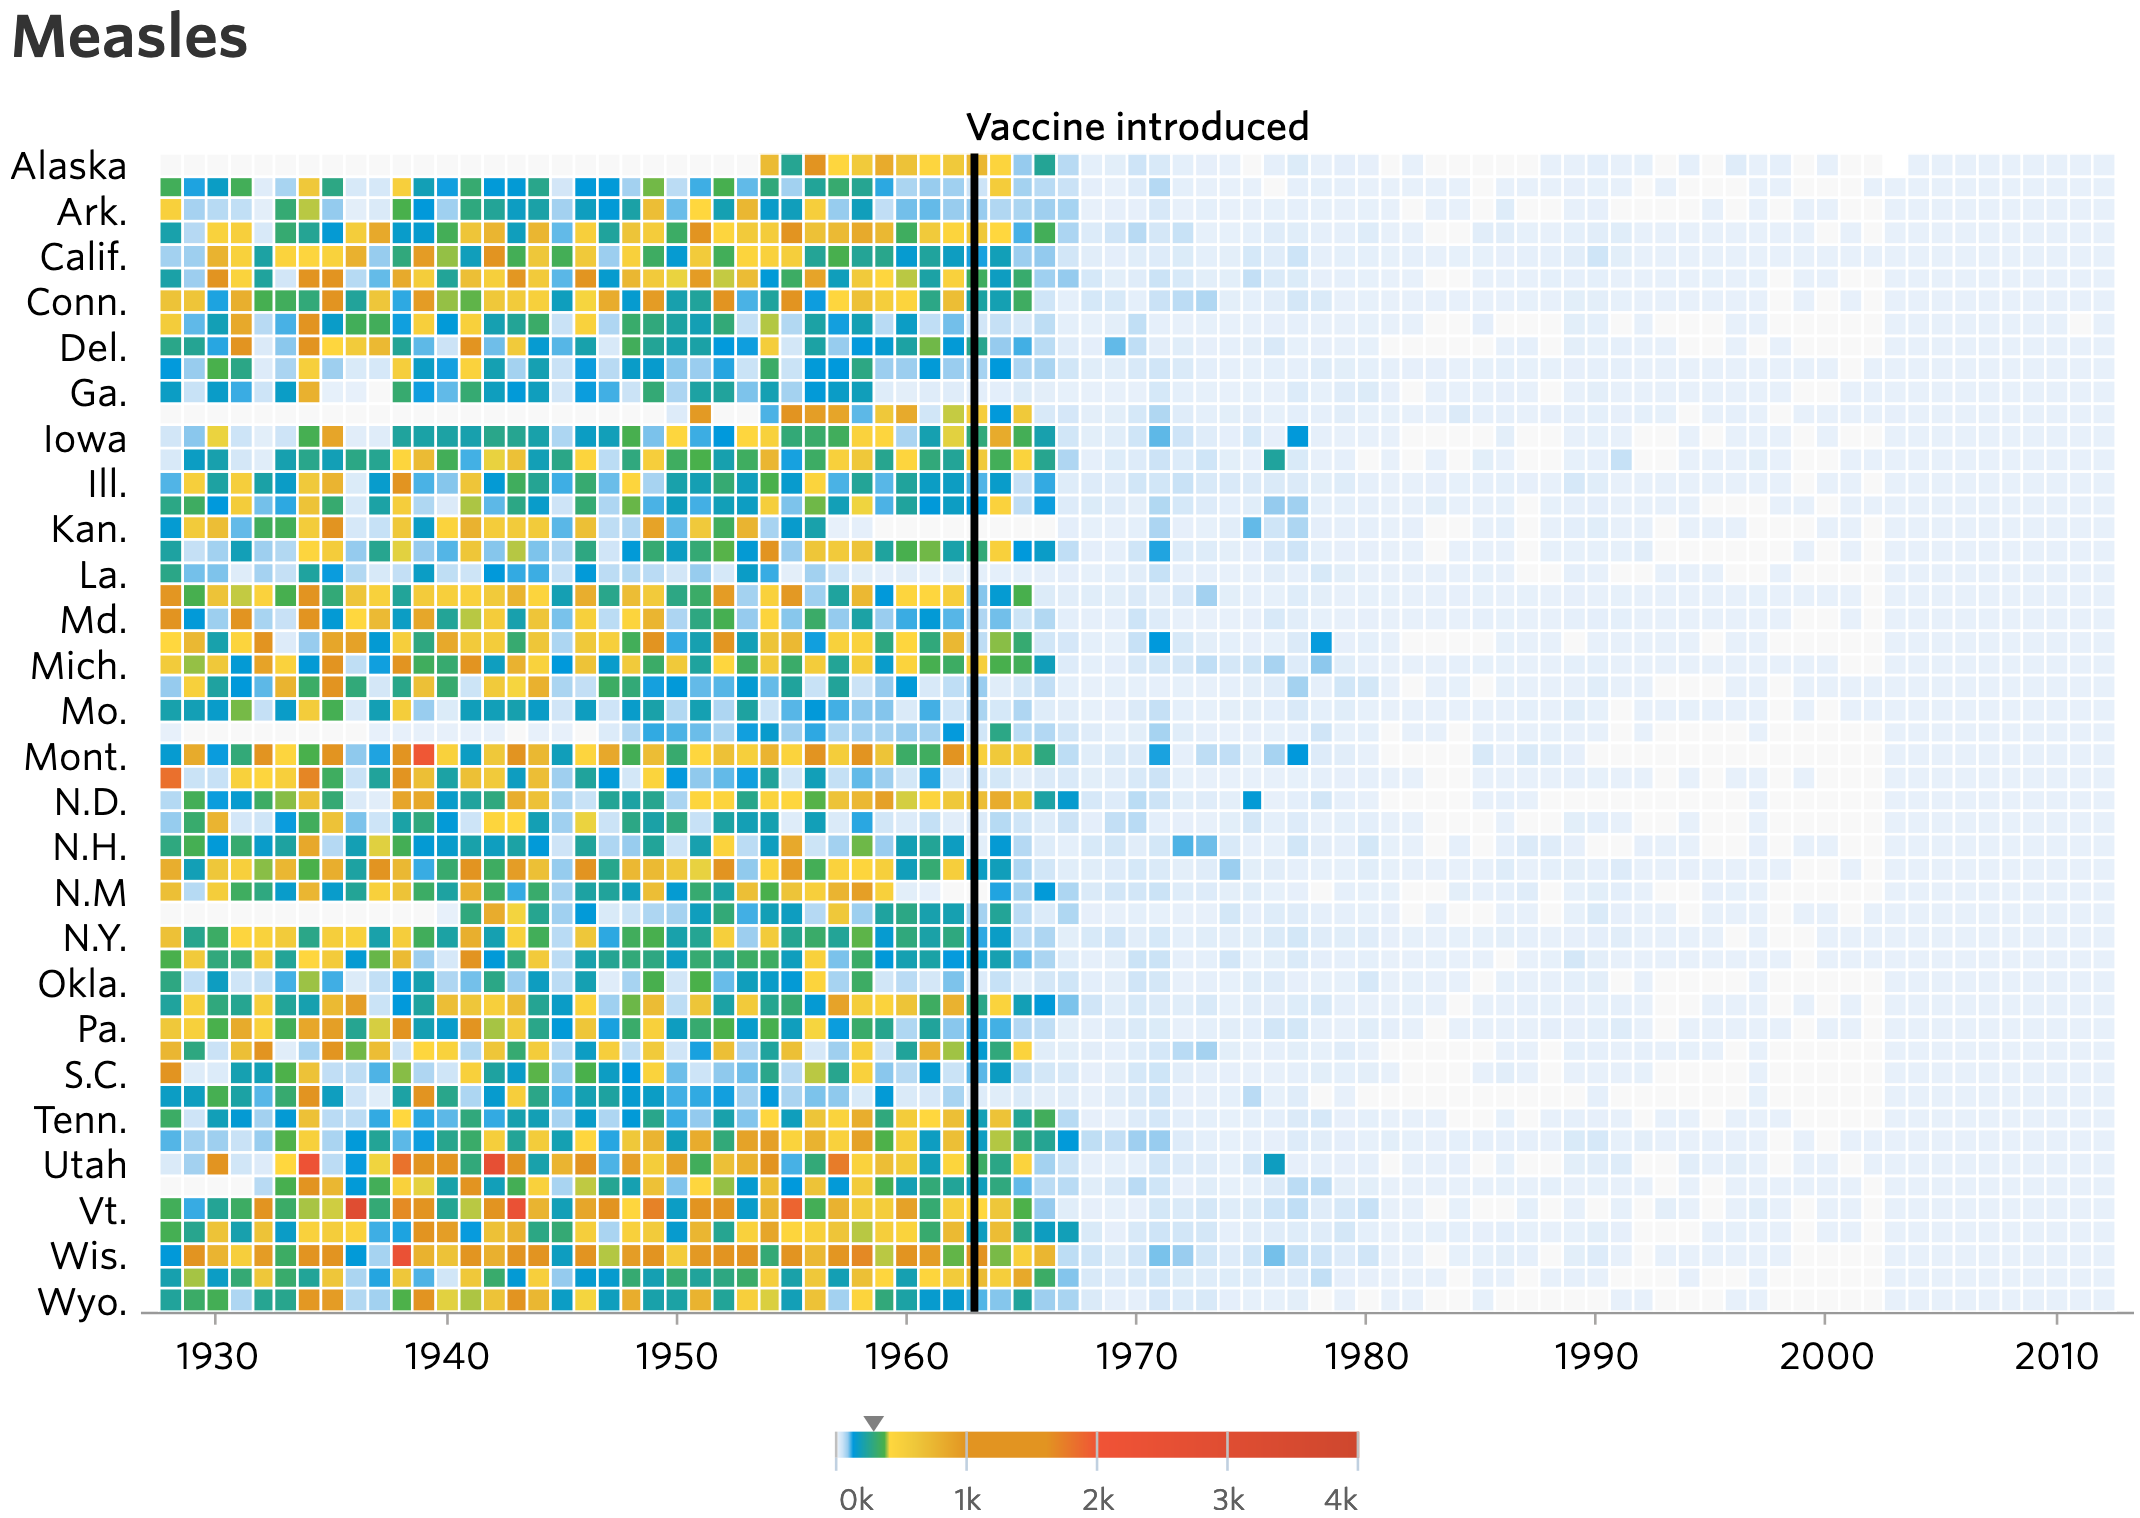 Measles
Vaccine introduced
Alaska
Ark.
Calif.
Conn.
Del.
Ga.
Iowa
Ill.
Kan.
La.
Md.
Mich.
Mo.
Mont.
N.D.
N.H.
N.M
N.Y.
Okla.
Pa.
S.C.
Tenn.
Utah
Vt.
Wis.
Wyo.
1930 1940 1950 1960 1970 1980 1990 2000 2010
0k 1k 2k 3k 4k